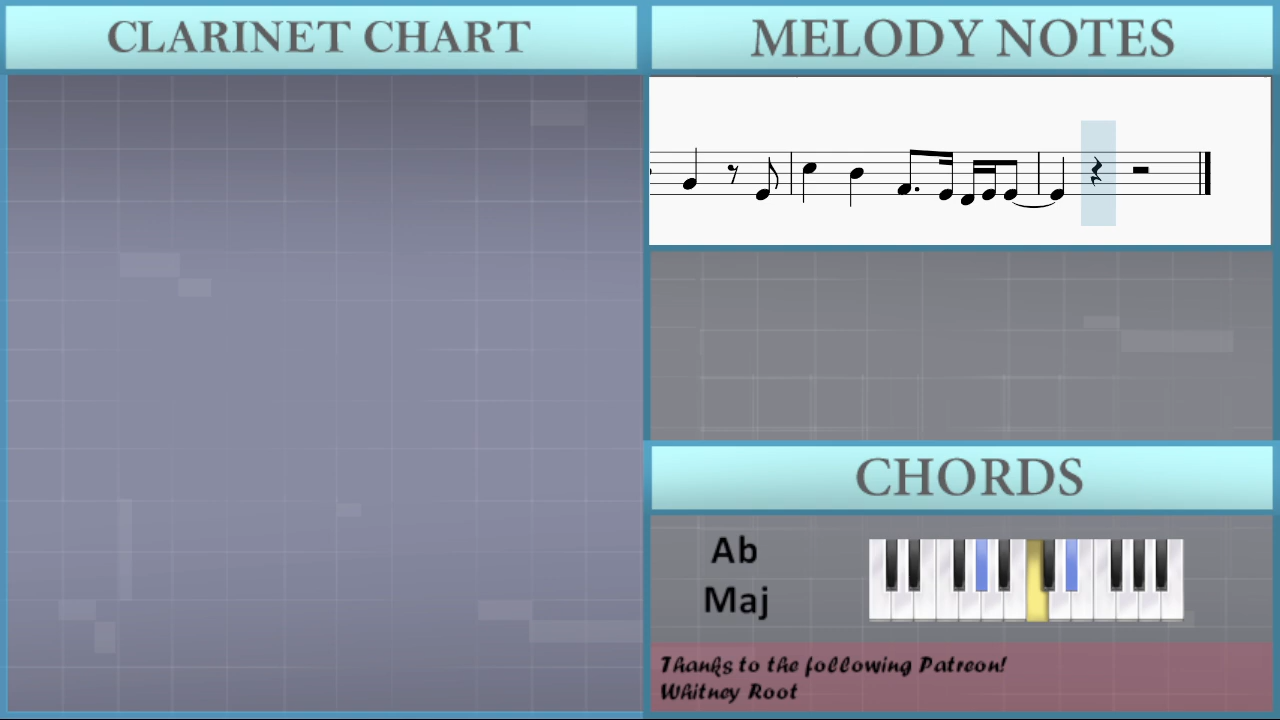 CLARINET CHART
MELODY NOTES
CHORDS
Ab
Maj
Thanks to the following Patreon!
Whitney Root